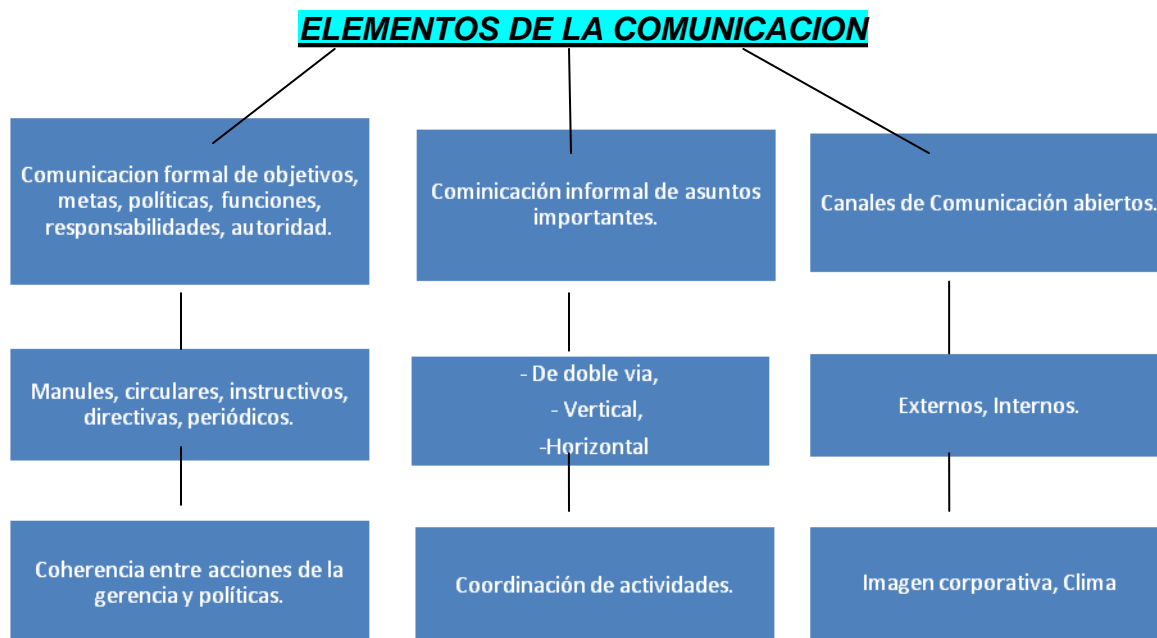 ELEMENTOS DE LA COMUNICACION
Comunicacion formal de objetivos,
metas, políticas, funciones,
responsabilidades, autoridad.
Cominicación informal de asuntos
importantes.
Canales de Comunicación abiertos.
Manules, circulares, instructivos,
directivas, periódicos.
- De doble via,
- Vertical,
-Horizontal
Externos, Internos.
Coherencia entre acciones de la
gerencia y políticas.
Coordinación de actividades.
Imagen corporativa, Clima